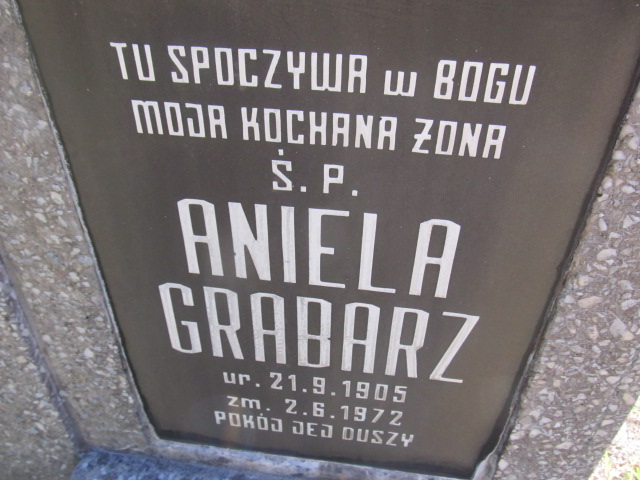 TU SPOCZYWA w BOGU
MOJA KOCHANA ŻONA
Ś. P.
ANIELA
GRABARZ
ur. 21.9.1905
zm. 2.6.1972
POKÓJ JEJ DUSZY